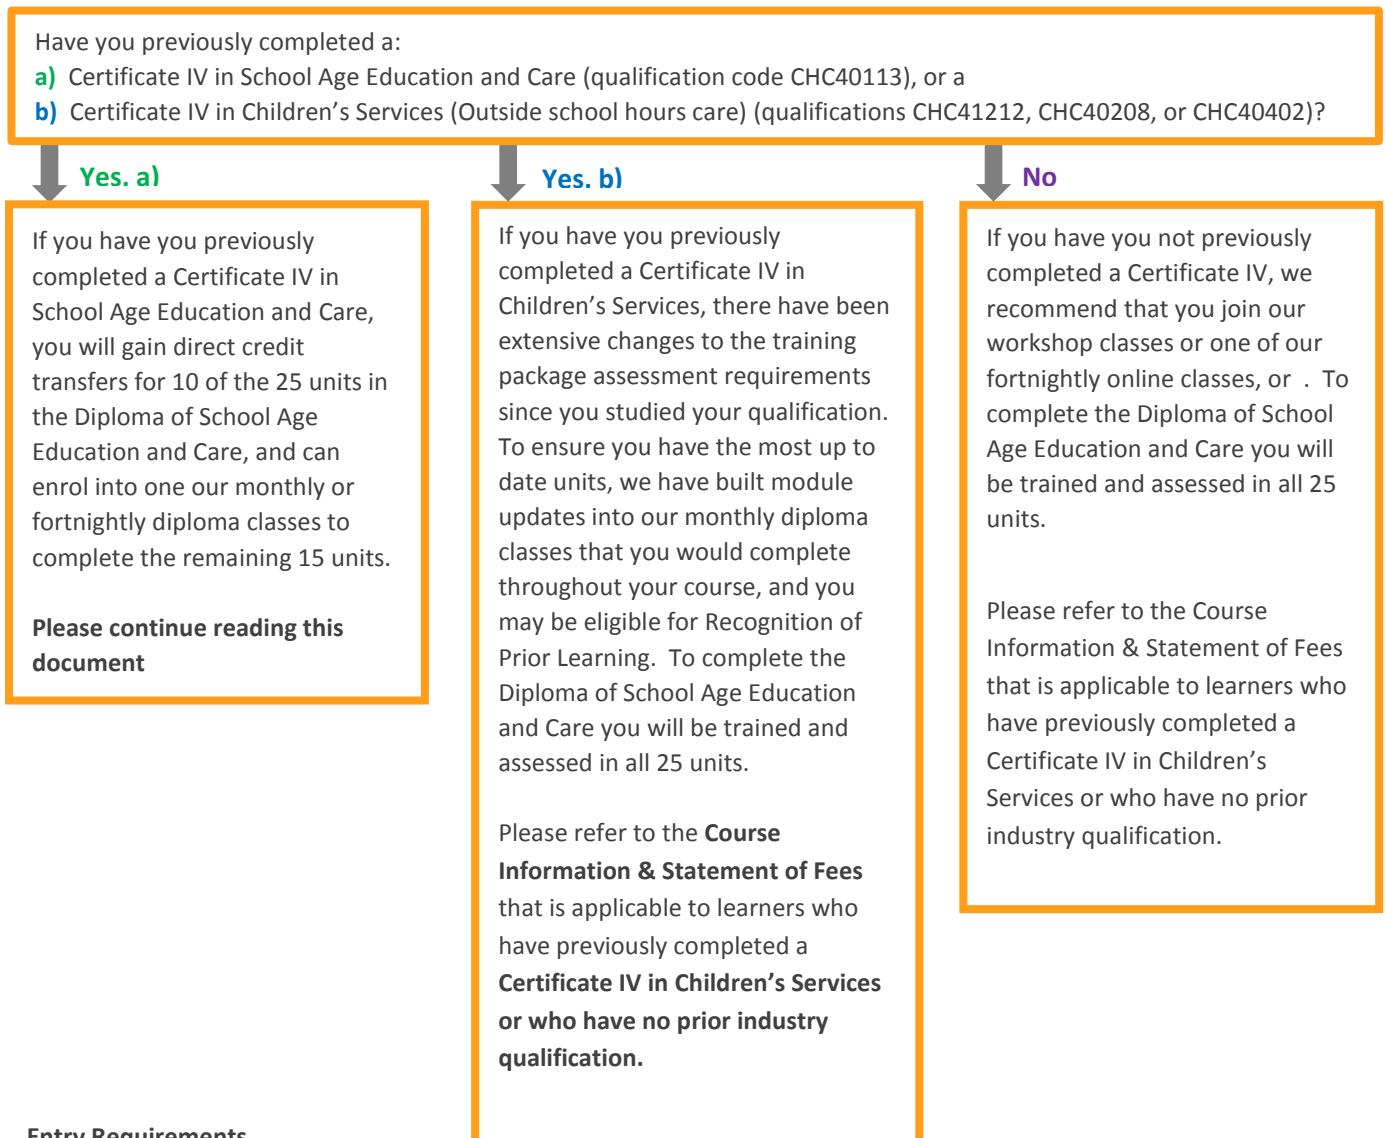 Have you previously completed a:
a) Certificate IV in School Age Education and Care (qualification code CHC40113), or a
b) Certificate IV in Children’s Services (Outside school hours care) (qualifications CHC41212, CHC40208, or CHC40402)?
Yes. a)
If you have you previously
completed a Certificate IV in
School Age Education and Care,
you will gain direct credit
transfers for 10 of the 25 units in
the Diploma of School Age
Education and Care, and can
enrol into one our monthly or
fortnightly diploma classes to
complete the remaining 15 units.
Please continue reading this
document
Yes. b)
If you have you previously
completed a Certificate IV in
Children’s Services, there have been
extensive changes to the training
package assessment requirements
since you studied your qualification.
To ensure you have the most up to
date units, we have built module
updates into our monthly diploma
classes that you would complete
throughout your course, and you
may be eligible for Recognition of
Prior Learning.  To complete the
Diploma of School Age Education
and Care you will be trained and
assessed in all 25 units.
Please refer to the Course
Information & Statement of Fees
that is applicable to learners who
have previously completed a
Certificate IV in Children’s Services
or who have no prior industry
qualification.
No
If you have you not previously
completed a Certificate IV, we
recommend that you join our
workshop classes or one of our
fortnightly online classes, or  .  To
complete the Diploma of School
Age Education and Care you will
be trained and assessed in all 25
units.
Please refer to the Course
Information & Statement of Fees
that is applicable to learners who
have previously completed a
Certificate IV in Children’s
Services or who have no prior
industry qualification.
Entry Requirements